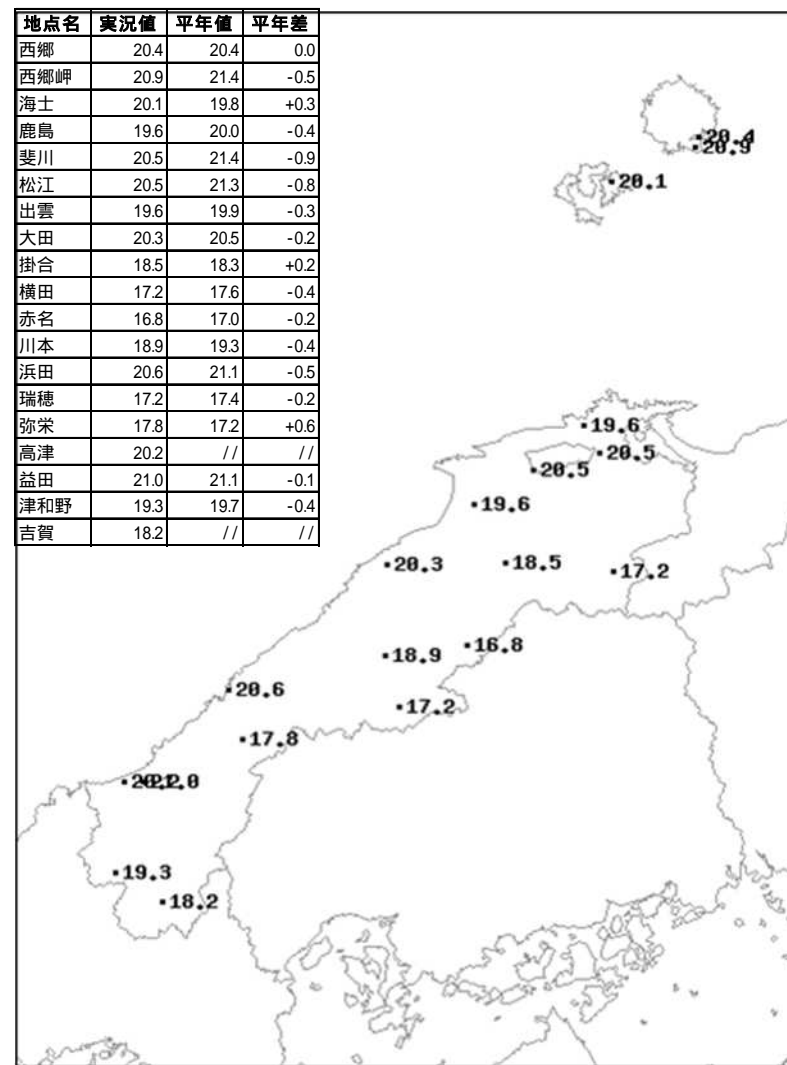 地点名 実況値 平年値 平年差
西郷 20.4 20.4 0.0
西郷岬 20.9 21.4 -0.5
海士 20.1 19.8 +0.3
鹿島 19.6 20.0 -0.4
斐川 20.5 21.4 -0.9
松江 20.5 21.3 -0.8
出雲 19.6 19.9 -0.3
大田 20.3 20.5 -0.2
掛合 18.5 18.3 +0.2
横田 17.2 17.6 -0.4
赤名 16.8 17.0 -0.2
川本 18.9 19.3 -0.4
浜田 20.6 21.1 -0.5
瑞穂 17.2 17.4 -0.2
弥栄 17.8 17.2 +0.6
高津 20.2 // //
益田 21.0 21.1 -0.1
津和野 19.3 19.7 -0.4
吉賀 18.2 // //
20.4
20.9
20.1
19.6
20.5
20.5
19.6
20.3
18.5
17.2
16.8
18.9
20.6
17.2
17.8
19.3
18.2